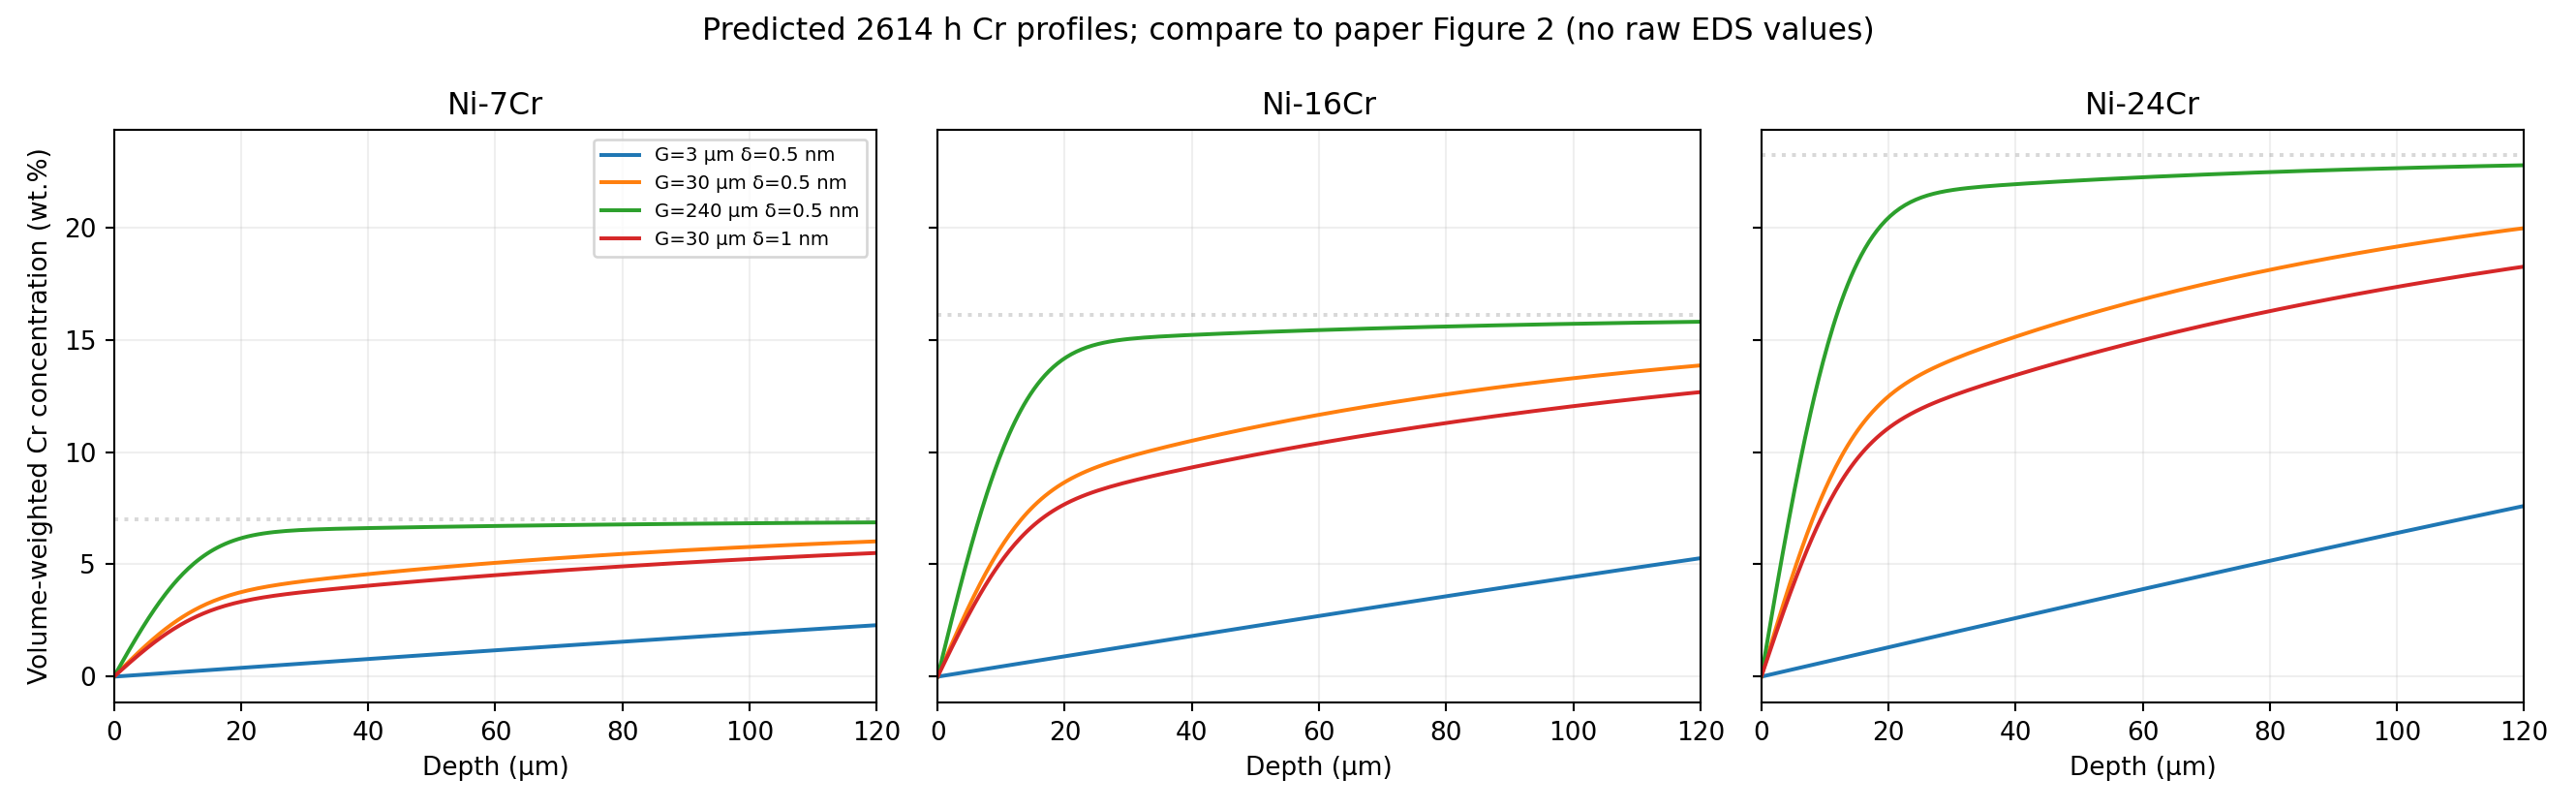 Predicted 2614 h Cr profiles; compare to paper Figure 2 (no raw EDS values)
Ni-7Cr
Ni-16Cr
Ni-24Cr
Volume-weighted Cr concentration (wt.%)
20
15
10
5
0
G=3 μm δ=0.5 nm
G=30 μm δ=0.5 nm
G=240 μm δ=0.5 nm
G=30 μm δ=1 nm
0 20 40 60 80 100 120
0 20 40 60 80 100 120
0 20 40 60 80 100 120
Depth (μm)
Depth (μm)
Depth (μm)